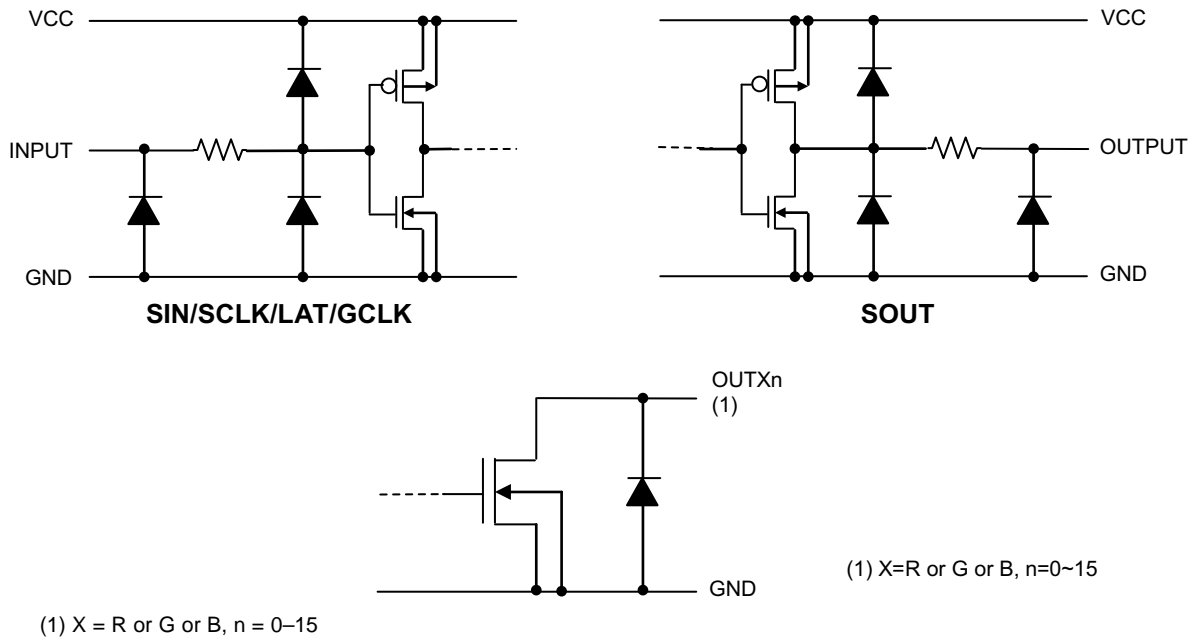 VCC
INPUT
GND
SIN/SCLK/LAT/GCLK
VCC
OUTPUT
GND
SOUT
OUTXn
(1)
GND
(1) X=R or G or B, n=0~15
(1) X = R or G or B, n = 0–15